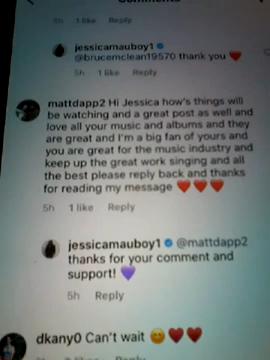 Comments
5h 1 like Reply
jessicamauboy1
@brucemclean19570 thank you ❤️
5h 1 like Reply
mattdapp2 Hi Jessica how's things will
be watching and a great post as well and
love all your music and albums and they
are great and I'm a big fan of yours and
you are great for the music industry and
keep up the great work singing and all
the best please reply back and thanks
for reading my message ❤️❤️❤️
5h 1 like Reply
jessicamauboy1 @mattdapp2
thanks for your comment and
support! 💜
5h Reply
dkany0 Can't wait 😊❤️❤️
Reply